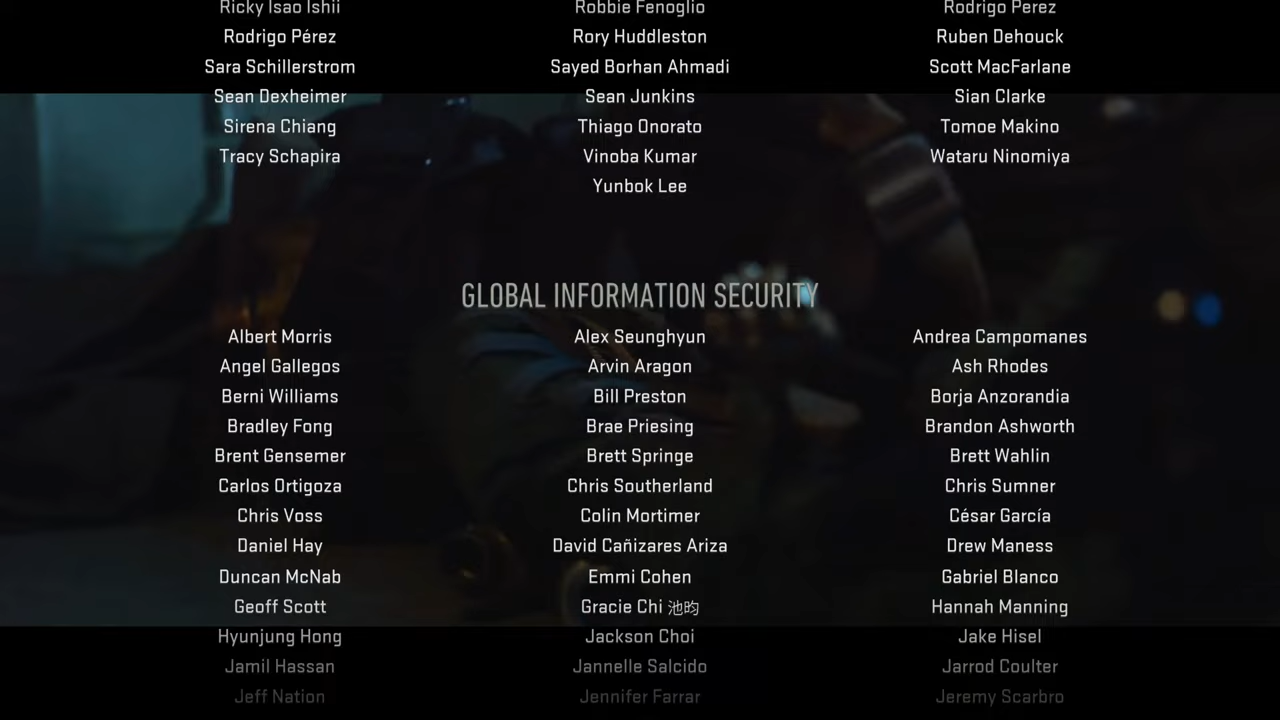 Ricky Isao Ishii Robbie Fenoglio Rodrigo Perez
Rodrigo Pérez Rory Huddleston Ruben Dehouck
Sara Schillerstrom Sayed Borhan Ahmadi Scott MacFarlane
Sean Dexheimer Sean Junkins Sian Clarke
Sirena Chiang Thiago Onorato Tomoe Makino
Tracy Schapira Vinoba Kumar Wataru Ninomiya
Yunbok Lee
GLOBAL INFORMATION SECURITY
Albert Morris Alex Seunghyun Andrea Campomanes
Angel Gallegos Arvin Aragon Ash Rhodes
Berni Williams Bill Preston Borja Anzorandia
Bradley Fong Brae Priesing Brandon Ashworth
Brent Gensemer Brett Springe Brett Wahlin
Carlos Ortigoza Chris Southerland Chris Sumner
Chris Voss Colin Mortimer César García
Daniel Hay David Cañizares Ariza Drew Maness
Duncan McNab Emmi Cohen Gabriel Blanco
Geoff Scott Gracie Chi 池昀 Hannah Manning
Hyunjung Hong Jackson Choi Jake Hisel
Jamil Hassan Jannelle Salcido Jarrod Coulter
Jeff Nation Jennifer Farrar Jeremy Scarbro